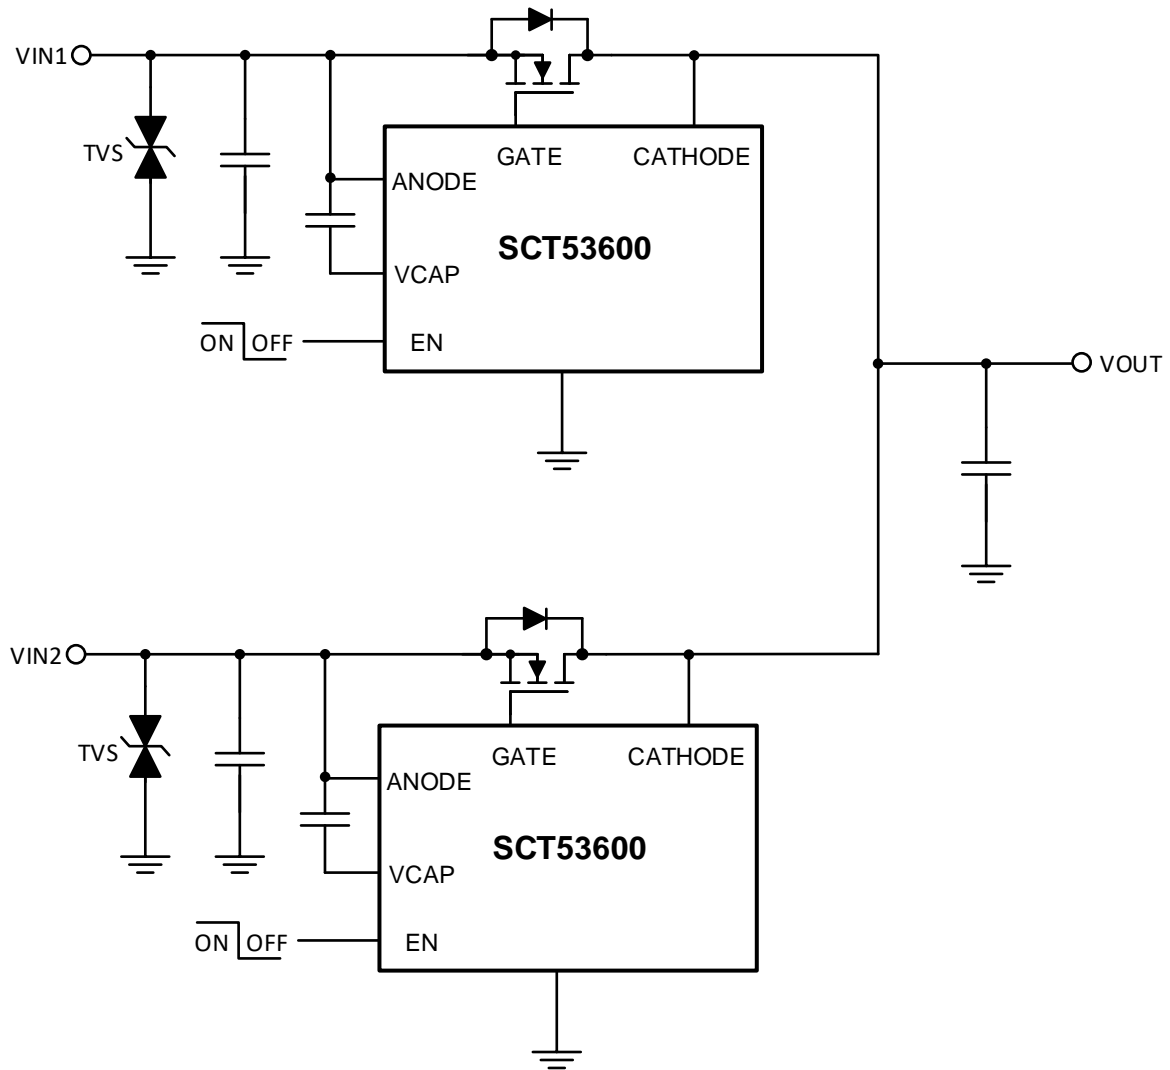 VIN1
TVS
GATE CATHODE
ANODE
SCT53600
VCAP
ON OFF EN
VOUT
VIN2
TVS
GATE CATHODE
ANODE
SCT53600
VCAP
ON OFF EN